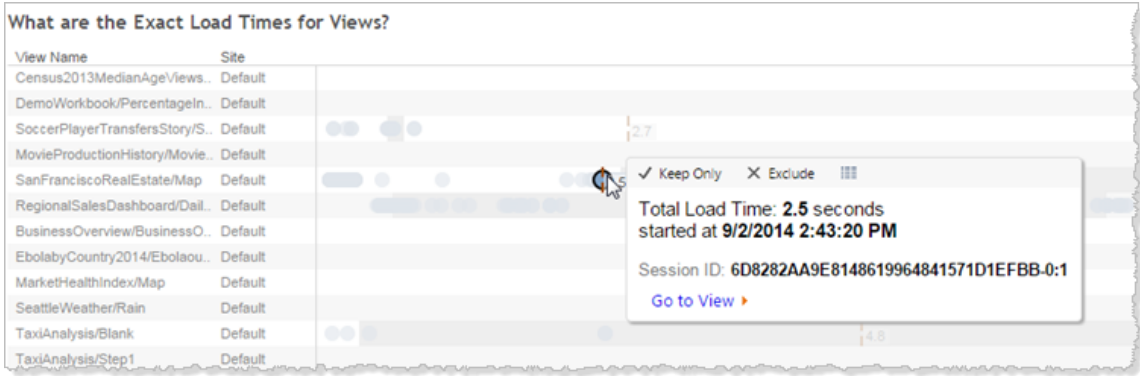 What are the Exact Load Times for Views?
View Name Site
Census2013MedianAgeViews.. Default
DemoWorkbook/PercentageIn.. Default
SoccerPlayerTransfersStory/S.. Default 2.7
MovieProductionHistory/Movie.. Default
SanFranciscoRealEstate/Map Default 5
RegionalSalesDashboard/Dail.. Default
BusinessOverview/BusinessO.. Default
EbolabyCountry2014/Ebolaou.. Default
MarketHealthIndex/Map Default
SeattleWeather/Rain Default
TaxiAnalysis/Blank Default 4.8
TaxiAnalysis/Step1 Default
Keep Only Exclude
Total Load Time: 2.5 seconds
started at 9/2/2014 2:43:20 PM
Session ID: 6D8282AA9E8148619964841571D1EFBB-0:1
Go to View